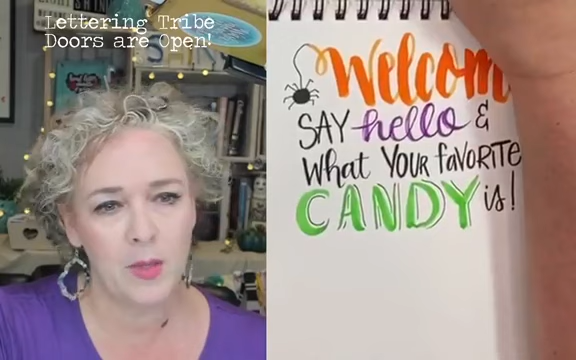 Lettering Tribe
Doors are Open!
Welcom
SAY hello &
what YOUR favORITE
CANDY is!